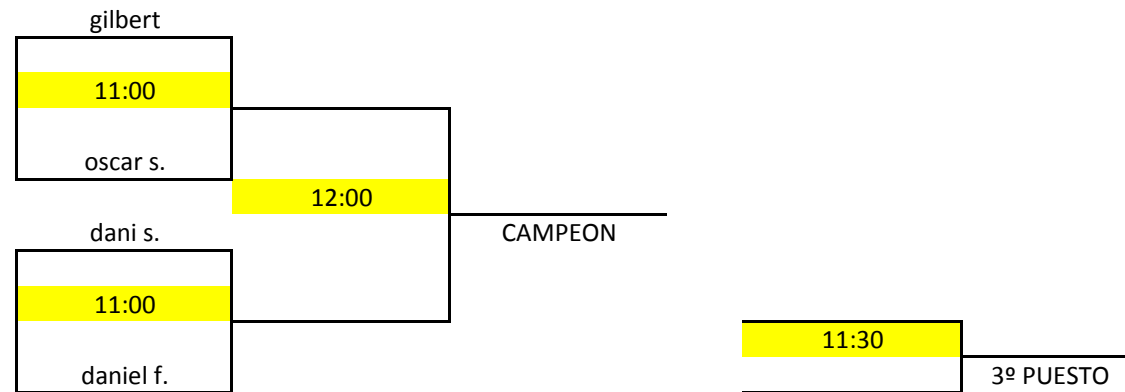 gilbert
11:00
oscar s.
12:00
dani s.
CAMPEON
11:00
11:30
daniel f.
3º PUESTO